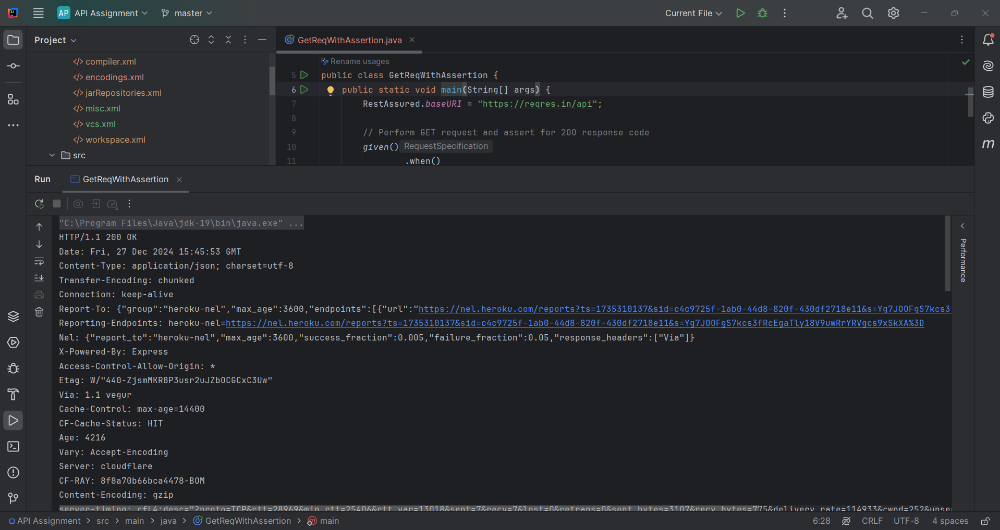 AP API Assignment master Current File
Project
GetReqWithAssertion.java
</> compiler.xml
</> encodings.xml
</> jarRepositories.xml
</> misc.xml
</> vcs.xml
</> workspace.xml
src
Rename usages
5 public class GetReqWithAssertion {
6 public static void main(String[] args) {
7 RestAssured.baseURI = "https://reqres.in/api";
8
9 // Perform GET request and assert for 200 response code
10 given() RequestSpecification
11 .when()
Run GetReqWithAssertion
"C:\Program Files\Java\jdk-19\bin\java.exe" ...
HTTP/1.1 200 OK
Date: Fri, 27 Dec 2024 15:45:53 GMT
Content-Type: application/json; charset=utf-8
Transfer-Encoding: chunked
Connection: keep-alive
Report-To: {"group":"heroku-nel","max_age":3600,"endpoints":[{"url":"https://nel.heroku.com/reports?ts=1735310137&sid=c4c9725f-1ab0-44d8-820f-430df2718e11&s=Yg7JOOFgS7kcs3
Reporting-Endpoints: heroku-nel=https://nel.heroku.com/reports?ts=1735310137&sid=c4c9725f-1ab0-44d8-820f-430df2718e11&s=Yg7JOOFgS7kcs3fRcEgaTly18V9uwRrYRVgcs9xSkXA%3D
Nel: {"report_to":"heroku-nel","max_age":3600,"success_fraction":0.005,"failure_fraction":0.05,"response_headers":["Via"]}
X-Powered-By: Express
Access-Control-Allow-Origin: *
Etag: W/"440-ZjsmMKR8P3usr2uJZbOCGCxC3Uw"
Via: 1.1 vegur
Cache-Control: max-age=14400
CF-Cache-Status: HIT
Age: 4216
Vary: Accept-Encoding
Server: cloudflare
CF-RAY: 8f8a70b66bca4478-BOM
Content-Encoding: gzip
server-timing: cfL4;desc="?proto=TCP&rtt=28969&min_rtt=25406&rtt_var=13018&sent=7&recv=7&lost=0&retrans=0&sent_bytes=3107&recv_bytes=775&delivery_rate=114933&cwnd=252&unse
Performance
API Assignment > src > main > java > GetReqWithAssertion > main
6:28 CRLF UTF-8 4 spaces